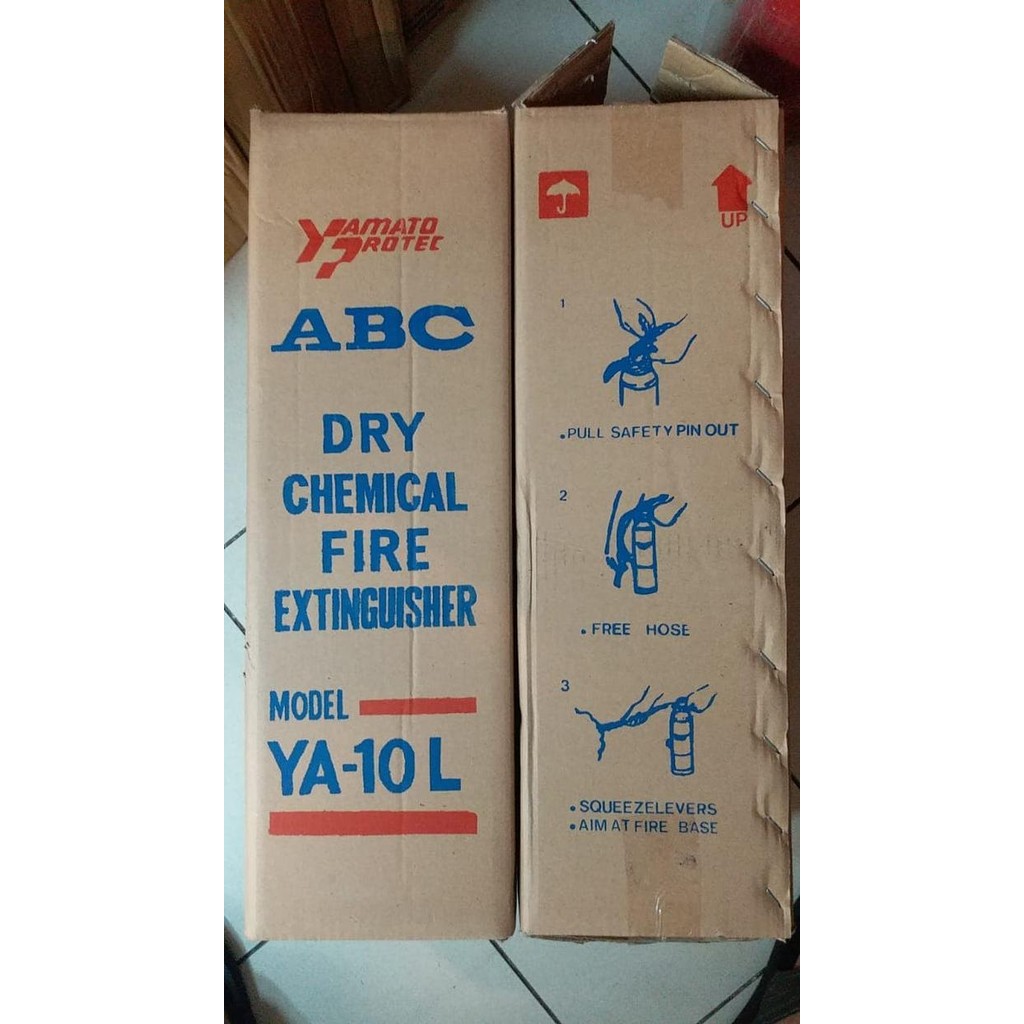 YAMATO
PROTEC
ABC
DRY
CHEMICAL
FIRE
EXTINGUISHER
MODEL
YA-10L
UP
1
•PULL SAFETY PIN OUT
2
•FREE HOSE
3
•SQUEEZELEVERS
•AIM AT FIRE BASE